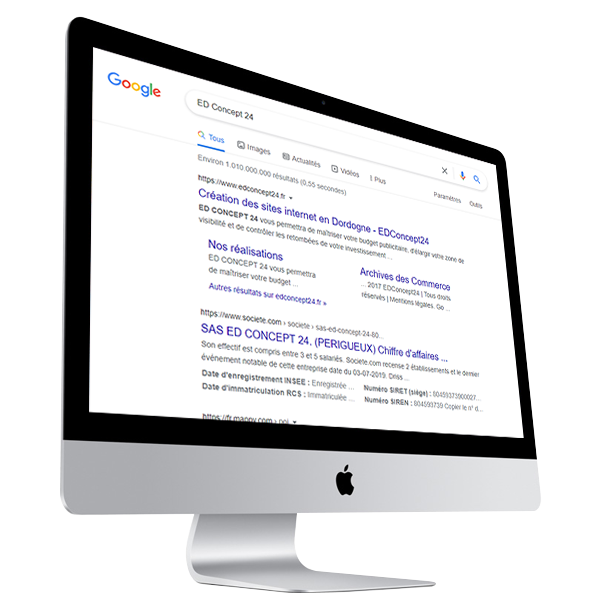 Google
ED Concept 24
Tous Images Actualités Vidéos Plus Paramètres Outils
Environ 1.010.000.000 résultats (0,55 secondes)
https://www.edconcept24.fr
Création des sites internet en Dordogne - EDConcept24
ED CONCEPT 24 vous permettra de maîtriser votre budget publicitaire, d'élargie votre zone de
visibilité et de contrôler les retombées de votre investissement ...
Nos réalisations
ED CONCEPT 24 vous permettra
de maîtriser votre budget ...
Autres résultats sur edconcept24.fr »
Archives des Commerce
... 2017 EDConcept24 | Tous droits
réservés | Mentions légales. Go ...
https://www.societe.com › societe › sas-ed-concept-24-80...
SAS ED CONCEPT 24. (PERIGUEUX) Chiffre d'affaires ...
Son effectif est compris entre 3 et 5 salariés. Societe.com recense 2 établissements et le dernier
événement notable de cette entreprise date du 03-07-2019. Driss ...
Date d'enregistrement INSEE : Enregistrée ...
Date d'immatriculation RCS : Immatriculée ...
Numéro SIRET (siège) : 80459373900027...
Numéro SIREN : 804593739 Copier le n° d...
https://fr.mappy.com › poi